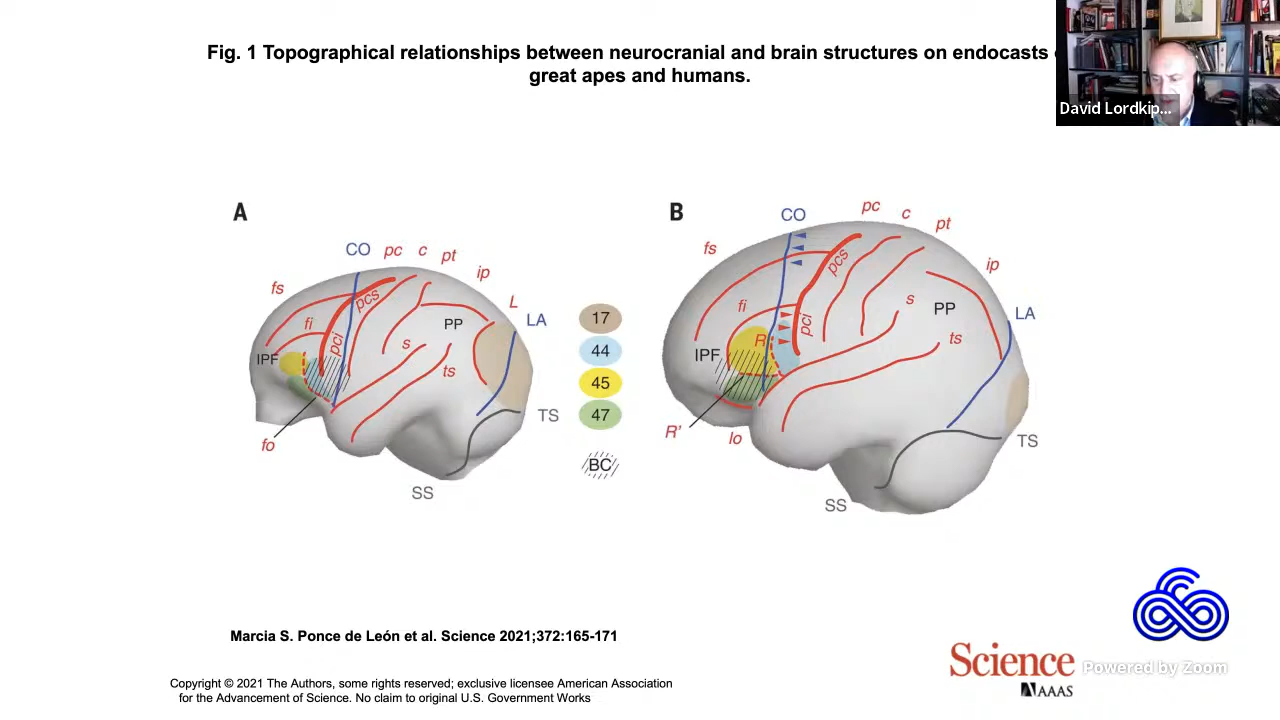 Fig. 1 Topographical relationships between neurocranial and brain structures on endocasts
great apes and humans.
David Lordkip...
A
CO
pc
c
pt
ip
fs
L
LA
fi
pcs
pci
PP
IPF
s
ts
fo
TS
SS
17
44
45
47
BC
B
CO
pc
c
pt
ip
fs
LA
fi
pcs
pci
s
PP
ts
R
IPF
R'
lo
TS
SS
Marcia S. Ponce de León et al. Science 2021;372:165-171
Copyright © 2021 The Authors, some rights reserved; exclusive licensee American Association
for the Advancement of Science. No claim to original U.S. Government Works
Science
AAAS
Powered by Zoom